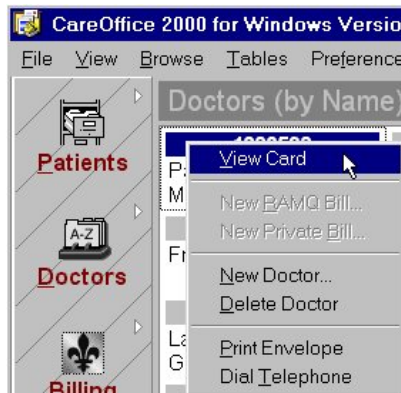 CareOffice 2000 for Windows Versio
File View Browse Tables Preference
Doctors (by Name)
Patients
View Card
New RAMQ Bill...
New Private Bill...
A-Z
Doctors
New Doctor...
Delete Doctor
Print Envelope
Dial Telephone
Billing